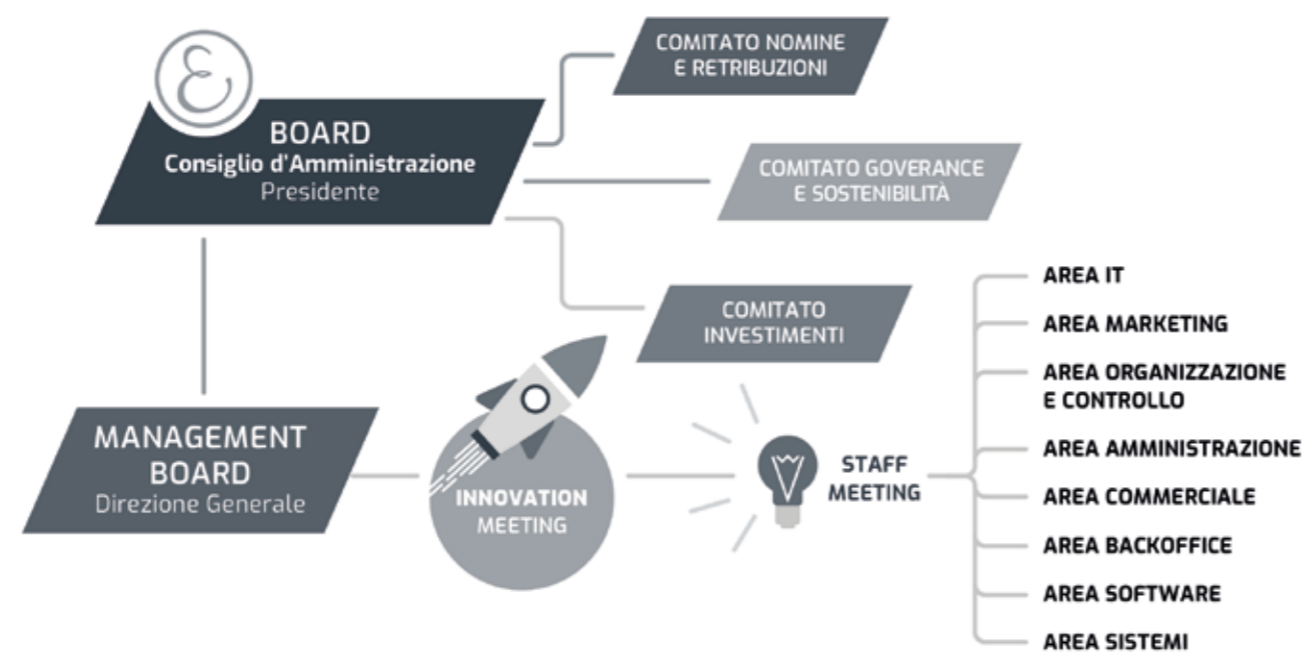 BOARD
Consiglio d'Amministrazione
Presidente
COMITATO NOMINE
E RETRIBUZIONI
COMITATO GOVERANCE
E SOSTENIBILITÀ
COMITATO
INVESTIMENTI
MANAGEMENT
BOARD
Direzione Generale
INNOVATION
MEETING
STAFF
MEETING
AREA IT
AREA MARKETING
AREA ORGANIZZAZIONE
E CONTROLLO
AREA AMMINISTRAZIONE
AREA COMMERCIALE
AREA BACKOFFICE
AREA SOFTWARE
AREA SISTEMI